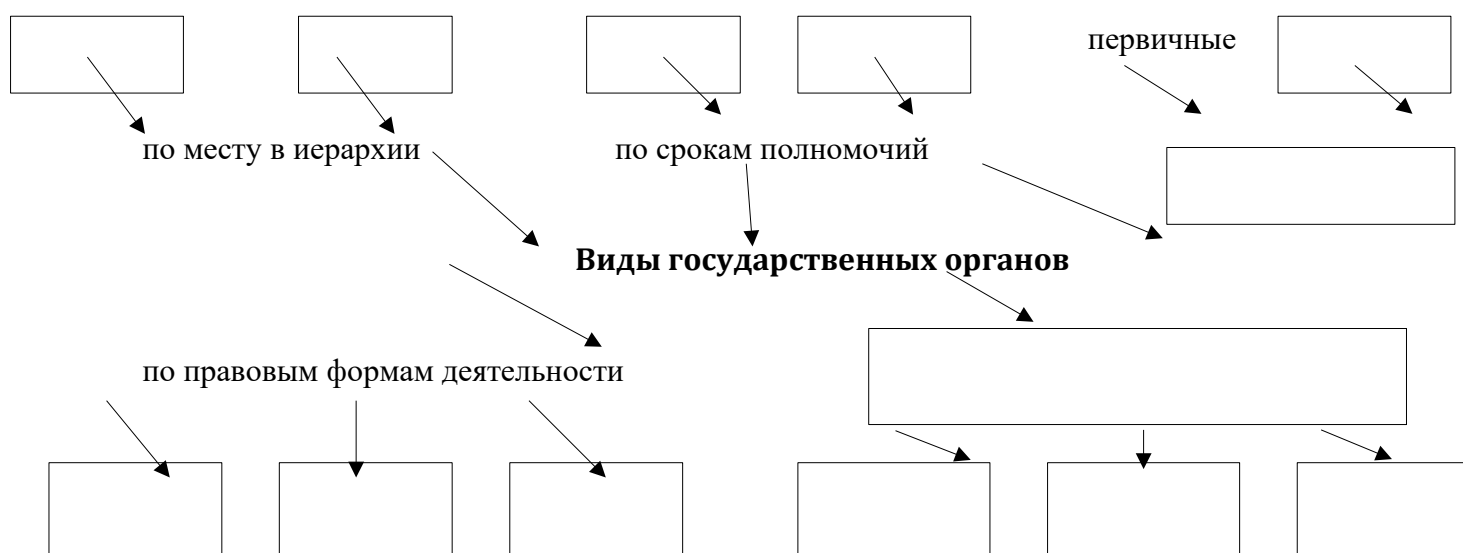 первичные
по месту в иерархии
по срокам полномочий
Виды государственных органов
по правовым формам деятельности